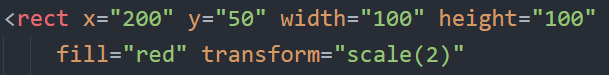 <rect x="200" y="50" width="100" height="100"
fill="red" transform="scale(2)"